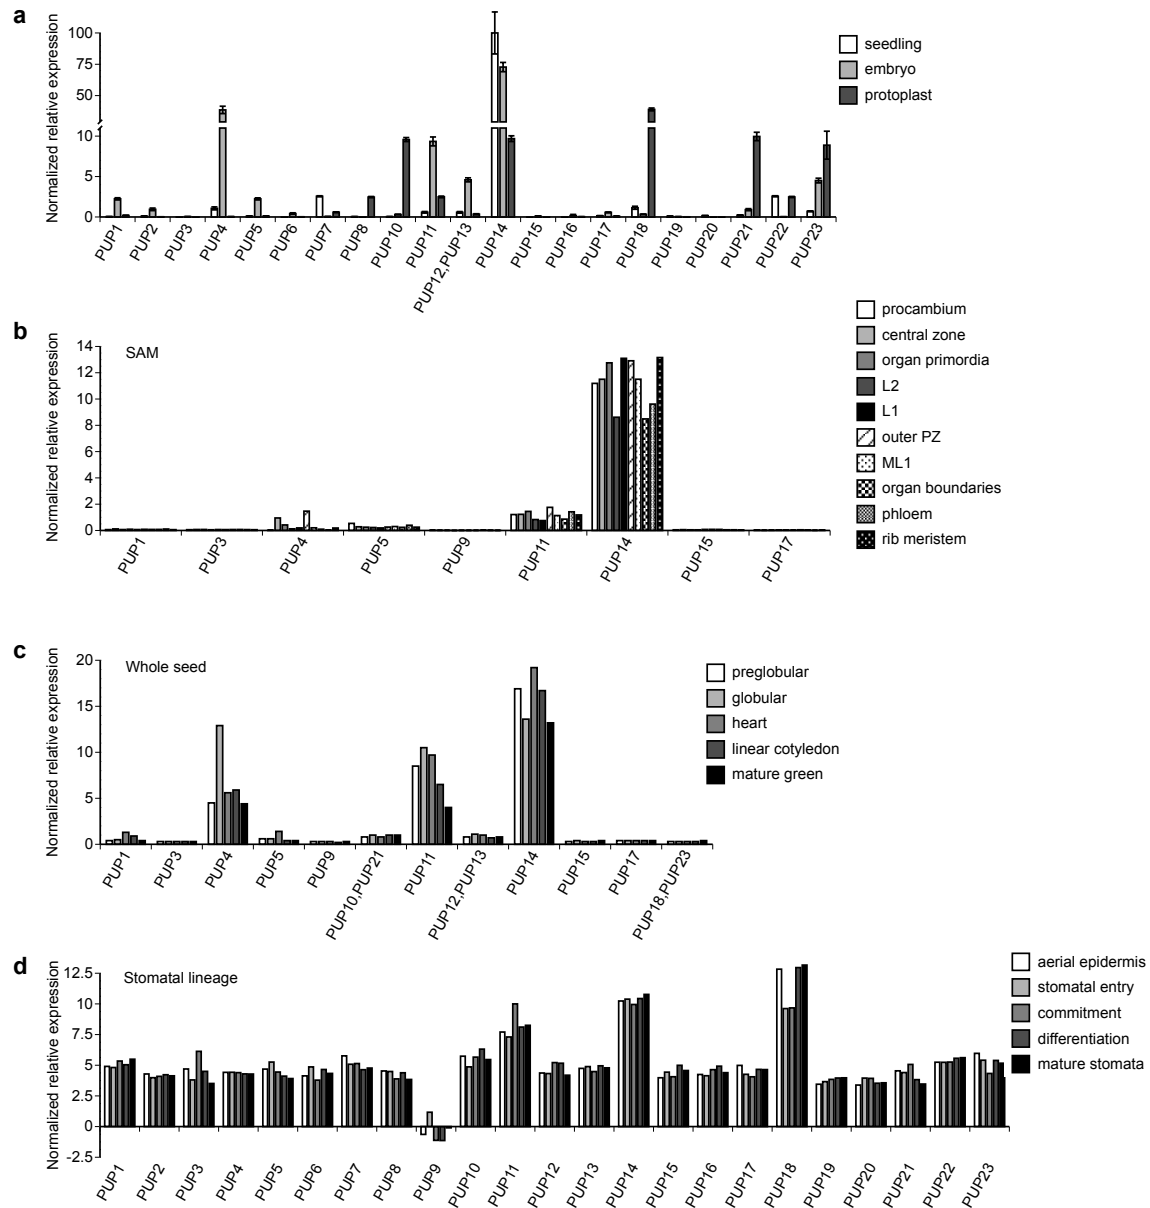 a
Normalized relative expression
100
75
50
10
5
0
PUP1
PUP2
PUP3
PUP4
PUP5
PUP6
PUP7
PUP8
PUP10
PUP11
PUP12,PUP13
PUP14
PUP15
PUP16
PUP17
PUP18
PUP19
PUP20
PUP21
PUP22
PUP23
seedling
embryo
protoplast
b
SAM
Normalized relative expression
14
12
10
8
6
4
2
0
PUP1
PUP3
PUP4
PUP5
PUP9
PUP11
PUP14
PUP15
PUP17
procambium
central zone
organ primordia
L2
L1
outer PZ
ML1
organ boundaries
phloem
rib meristem
c
Whole seed
Normalized relative expression
20
15
10
5
0
PUP1
PUP3
PUP4
PUP5
PUP9
PUP10,PUP21
PUP11
PUP12,PUP13
PUP14
PUP15
PUP17
PUP18,PUP23
preglobular
globular
heart
linear cotyledon
mature green
d
Stomatal lineage
Normalized relative expression
12.5
10
7.5
5
2.5
0
-2.5
PUP1
PUP2
PUP3
PUP4
PUP5
PUP6
PUP7
PUP8
PUP9
PUP10
PUP11
PUP12
PUP13
PUP14
PUP15
PUP16
PUP17
PUP18
PUP19
PUP20
PUP21
PUP22
PUP23
aerial epidermis
stomatal entry
commitment
differentiation
mature stomata